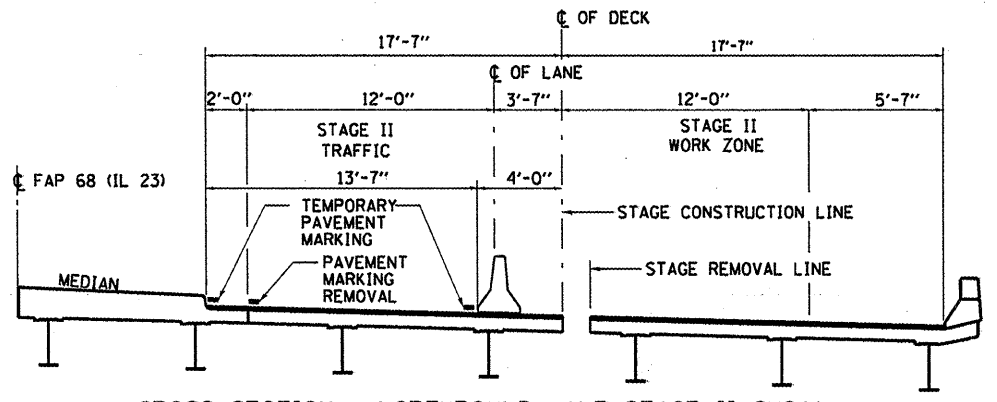 ℄ OF DECK
17'-7" 17'-7"
℄ OF LANE
2'-0" 12'-0" 3'-7" 12'-0" 5'-7"
STAGE II
TRAFFIC
STAGE II
WORK ZONE
℄ FAP 68 (IL 23)
13'-7" 4'-0"
TEMPORARY
PAVEMENT
MARKING
STAGE CONSTRUCTION LINE
PAVEMENT
MARKING
REMOVAL
STAGE REMOVAL LINE
MEDIAN